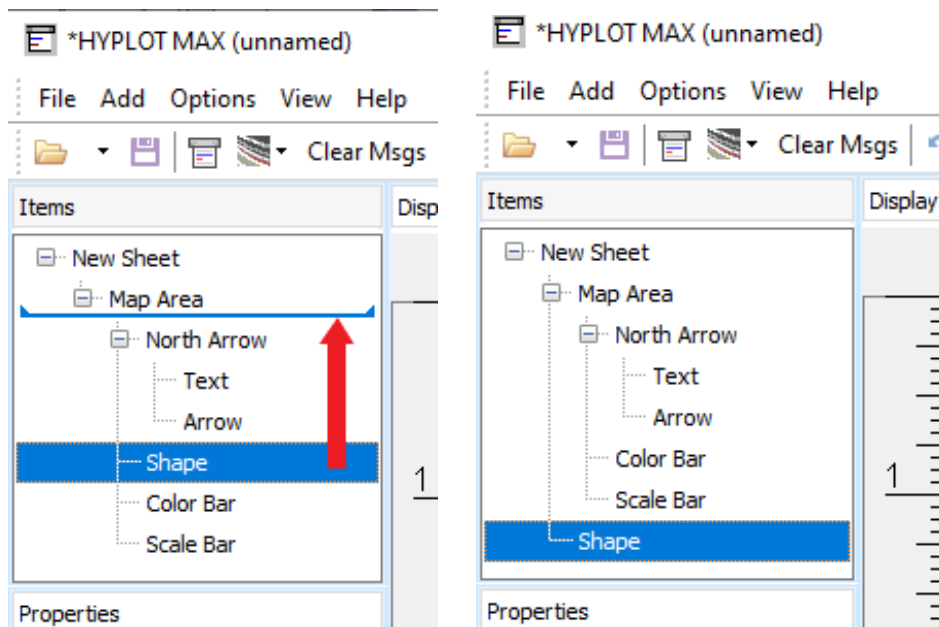 *HYPLOT MAX (unnamed)
File Add Options View Help
Clear Msgs
Items
Disp
New Sheet
Map Area
North Arrow
Text
Arrow
Shape
Color Bar
Scale Bar
1
Properties
*HYPLOT MAX (unnamed)
File Add Options View He
Clear Msgs
Items
Display
New Sheet
Map Area
North Arrow
Text
Arrow
Color Bar
Scale Bar
1
Shape
Properties